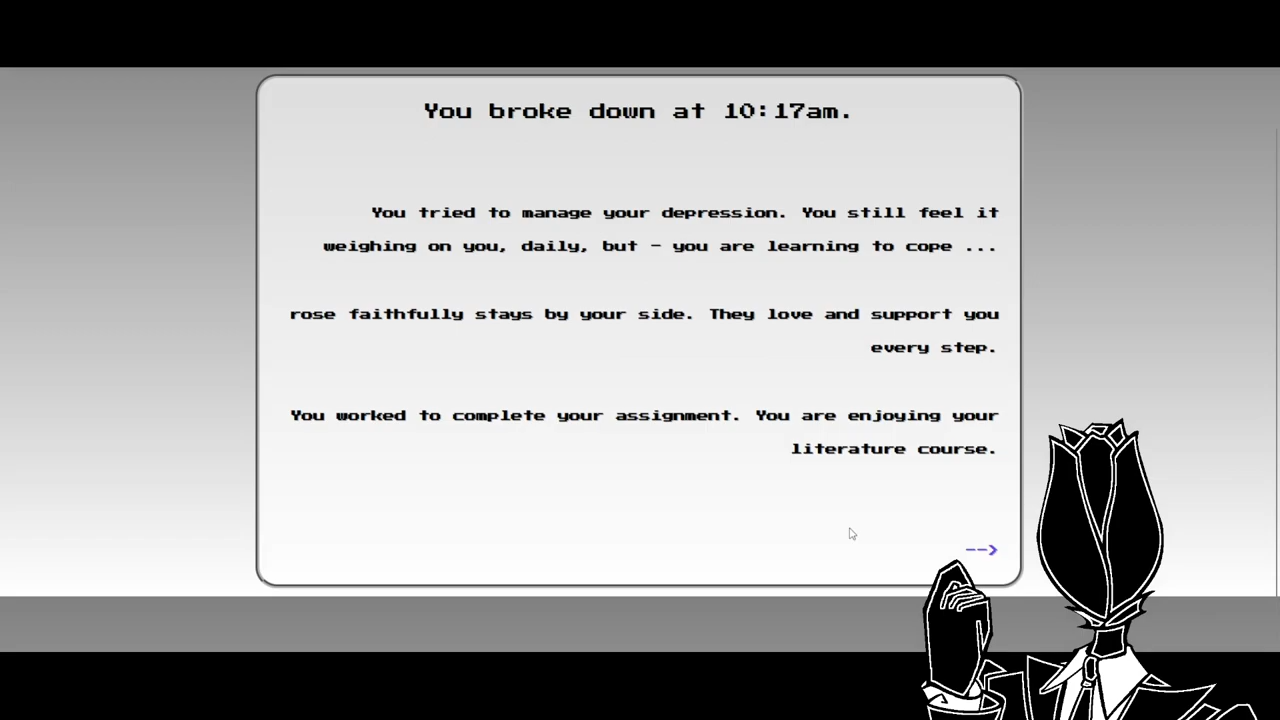 You broke down at 10:17am.
You tried to manage your depression. You still feel it
weighing on you, daily, but - you are learning to cope ...
rose faithfully stays by your side. They love and support you
every step.
You worked to complete your assignment. You are enjoying your
literature course.
-->